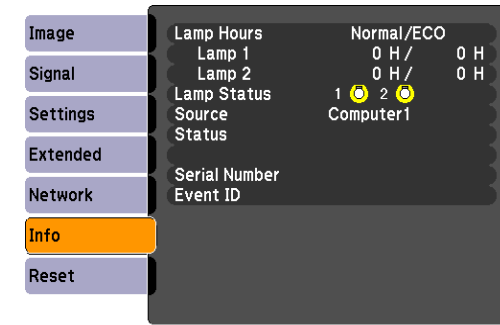 Image
Signal
Settings
Extended
Network
Info
Reset
Lamp Hours Normal/ECO
Lamp 1 0 H/ 0 H
Lamp 2 0 H/ 0 H
Lamp Status 1 2
Source Computer1
Status
Serial Number
Event ID